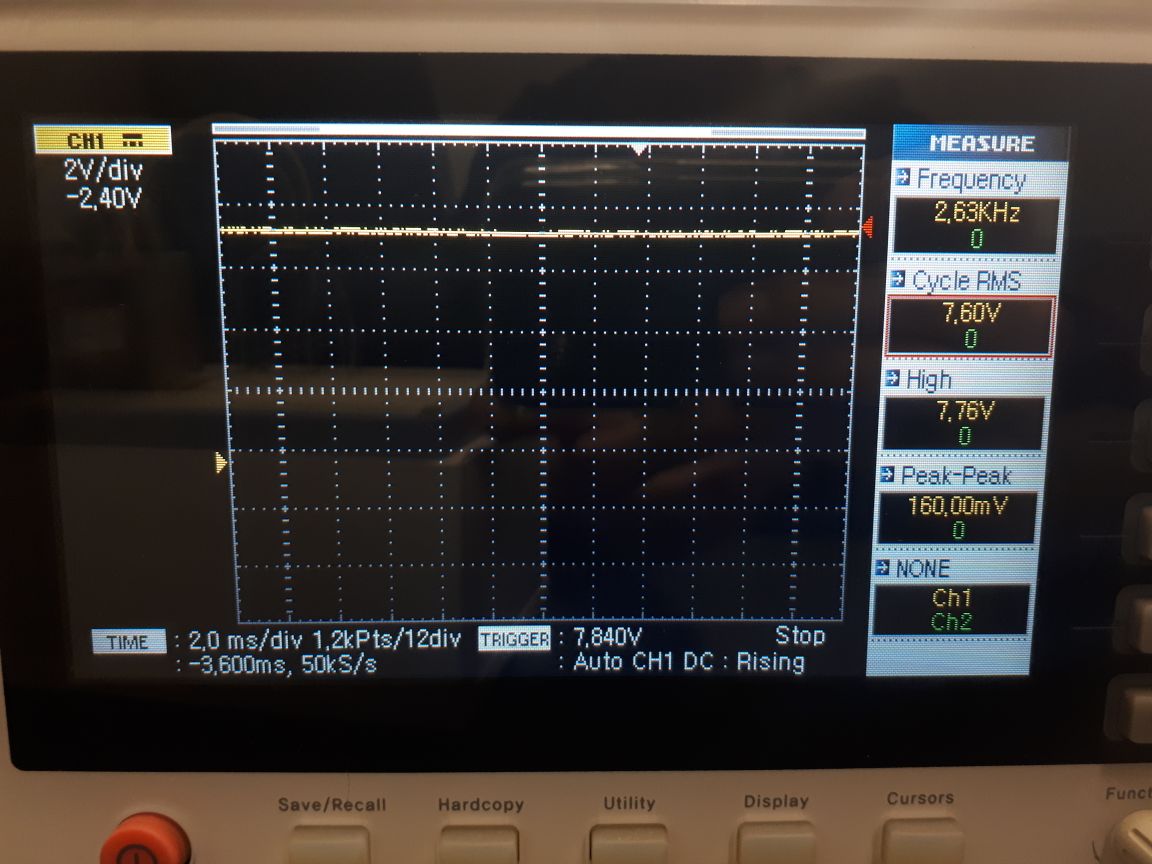 CH1
2V/div
-2,40V
MEASURE
Frequency
2,63KHz
0
Cycle RMS
7,60V
0
High
7,76V
0
Peak-Peak
160,00mV
0
NONE
Ch1
Ch2
TIME : 2,0 ms/div 1,2kPts/12div
: -3,600ms, 50kS/s
TRIGGER : 7,840V
Stop
: Auto CH1 DC : Rising
Save/Recall
Hardcopy
Utility
Display
Cursors